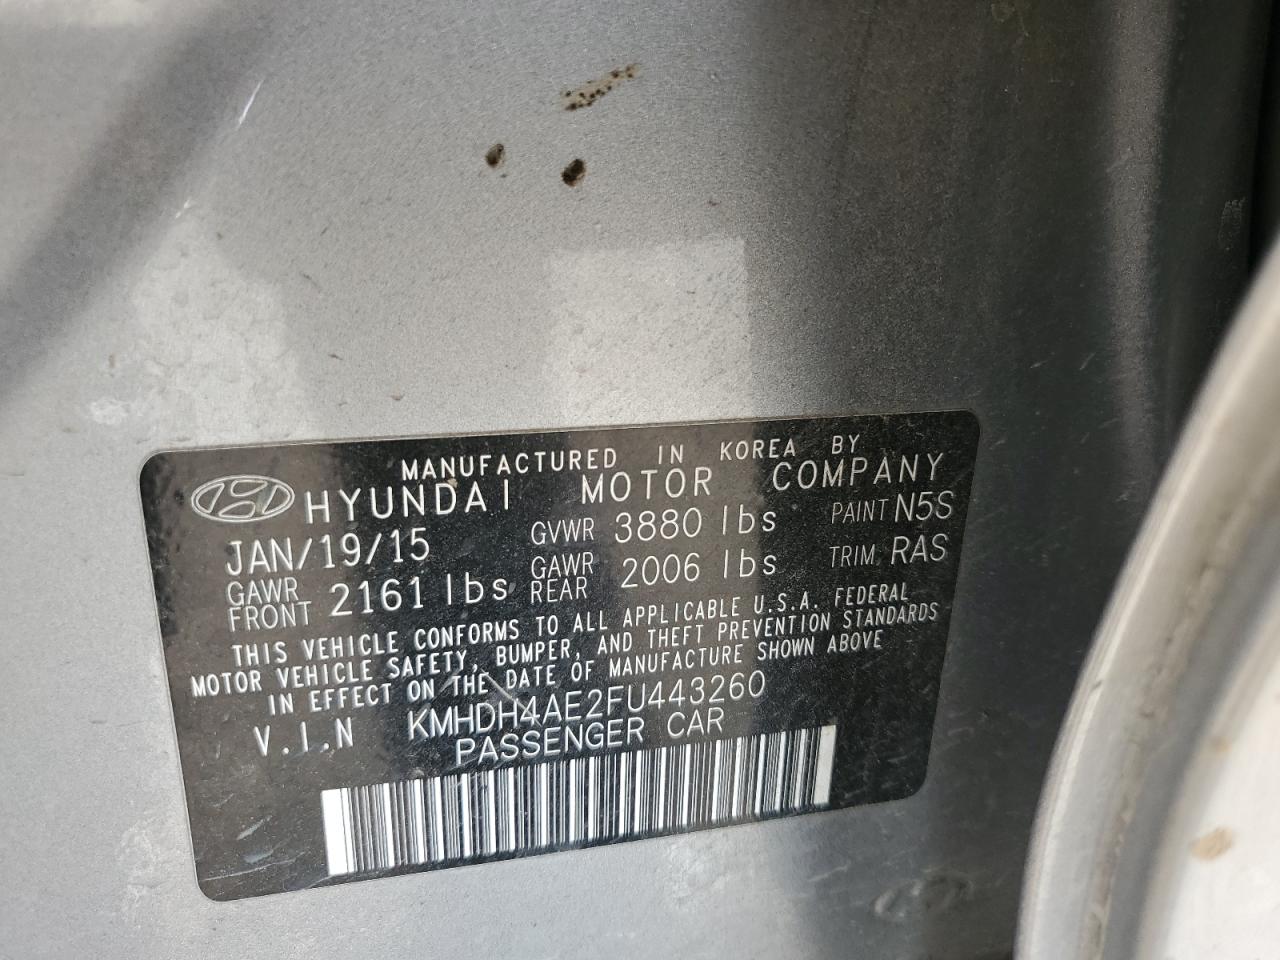 MANUFACTURED IN KOREA BY
HYUNDAI MOTOR COMPANY
JAN/19/15 GVWR 3880 lbs PAINT N5S
GAWR FRONT 2161 lbs GAWR REAR 2006 lbs TRIM. RAS
THIS VEHICLE CONFORMS TO ALL APPLICABLE U.S.A. FEDERAL
MOTOR VEHICLE SAFETY, BUMPER, AND THEFT PREVENTION STANDARDS
IN EFFECT ON THE DATE OF MANUFACTURE SHOWN ABOVE
V.I.N KMHDH4AE2FU443260
PASSENGER CAR